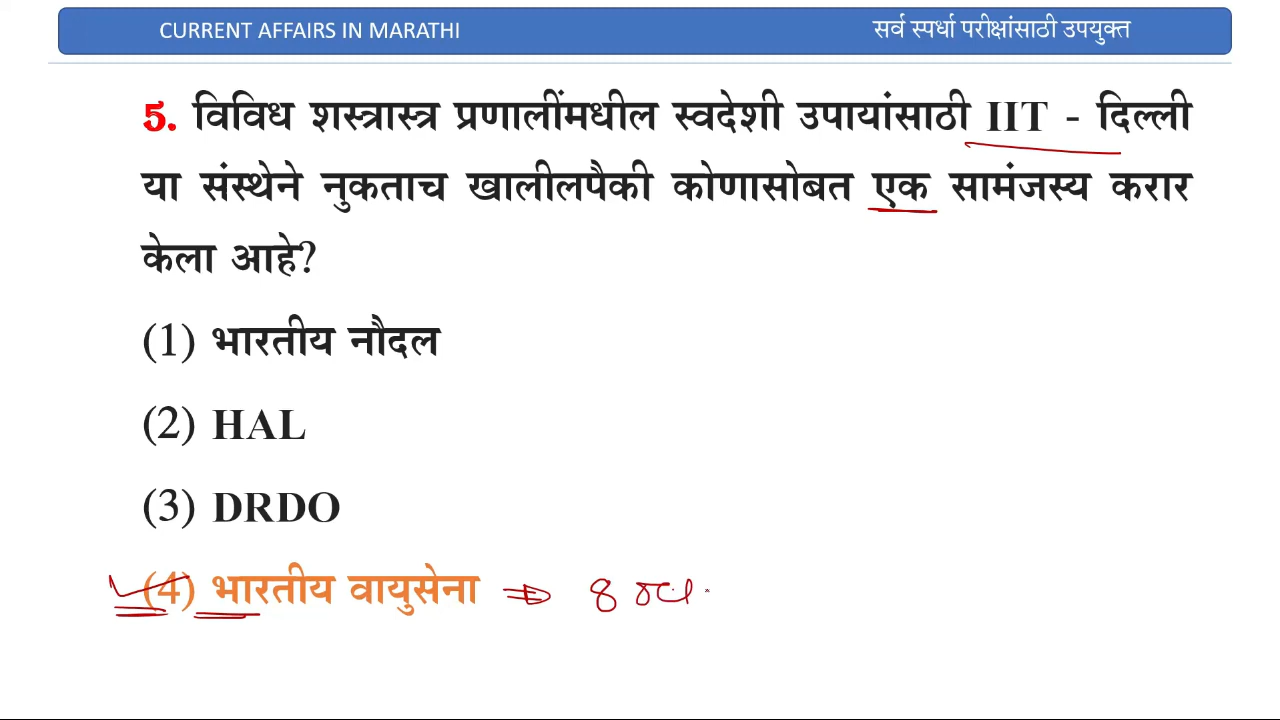 CURRENT AFFAIRS IN MARATHI
सर्व स्पर्धा परीक्षांसाठी उपयुक्त
5. विविध शस्त्रास्त्र प्रणालींमधील स्वदेशी उपायांसाठी IIT - दिल्ली
या संस्थेने नुकताच खालीलपैकी कोणासोबत एक सामंजस्य करार
केला आहे?
(1) भारतीय नौदल
(2) HAL
(3) DRDO
(4) भारतीय वायुसेना
8